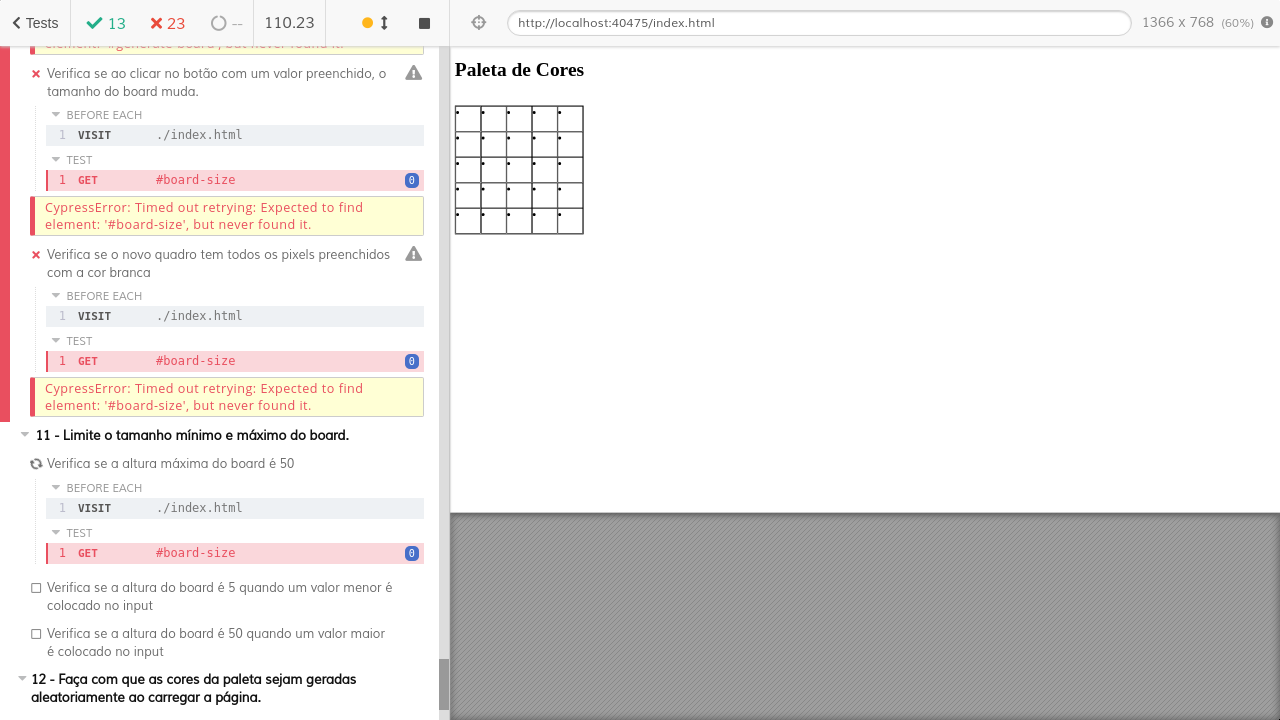 Tests
13
23
--
110.23
http://localhost:40475/index.html
1366 x 768 (60%)
element: '#generate-board', but never found it.
Verifica se ao clicar no botão com um valor preenchido, o
tamanho do board muda.
BEFORE EACH
1 VISIT ./index.html
TEST
1 GET #board-size 0
CypressError: Timed out retrying: Expected to find
element: '#board-size', but never found it.
Verifica se o novo quadro tem todos os pixels preenchidos
com a cor branca
BEFORE EACH
1 VISIT ./index.html
TEST
1 GET #board-size 0
CypressError: Timed out retrying: Expected to find
element: '#board-size', but never found it.
11 - Limite o tamanho mínimo e máximo do board.
Verifica se a altura máxima do board é 50
BEFORE EACH
1 VISIT ./index.html
TEST
1 GET #board-size 0
Verifica se a altura do board é 5 quando um valor menor é
colocado no input
Verifica se a altura do board é 50 quando um valor maior
é colocado no input
12 - Faça com que as cores da paleta sejam geradas
aleatoriamente ao carregar a página.
Paleta de Cores